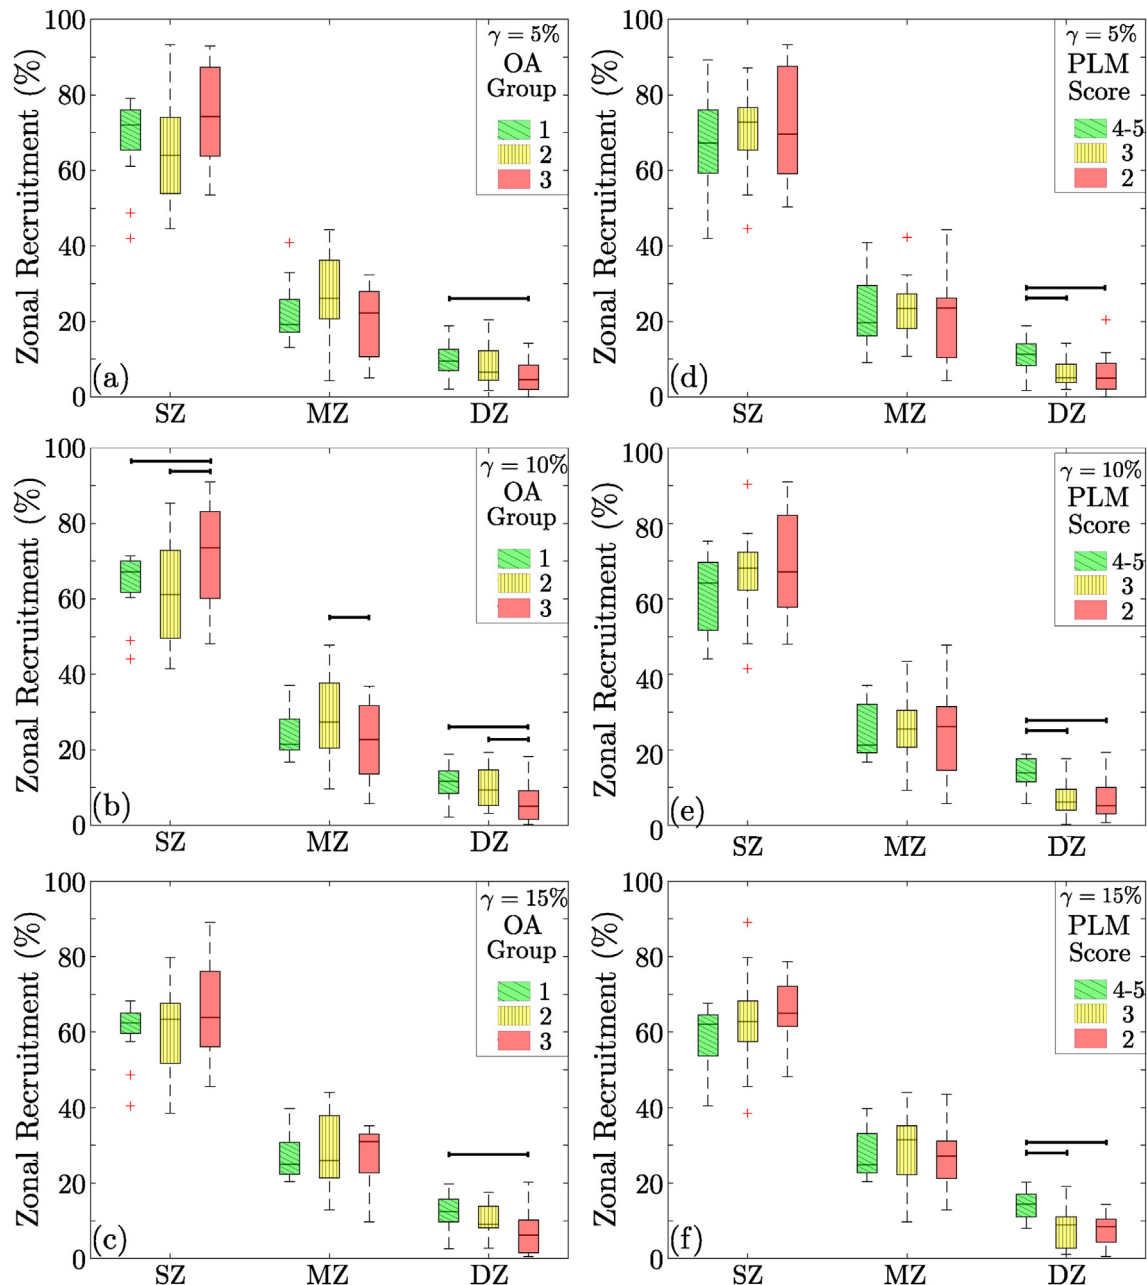 Zonal Recruitment (%)
100
80
60
40
20
0
SZ MZ DZ
(a)
γ = 5%
OA
Group
1
2
3
Zonal Recruitment (%)
100
80
60
40
20
0
SZ MZ DZ
(d)
γ = 5%
PLM
Score
4-5
3
2
Zonal Recruitment (%)
100
80
60
40
20
0
SZ MZ DZ
(b)
γ = 10%
OA
Group
1
2
3
Zonal Recruitment (%)
100
80
60
40
20
0
SZ MZ DZ
(e)
γ = 10%
PLM
Score
4-5
3
2
Zonal Recruitment (%)
100
80
60
40
20
0
SZ MZ DZ
(c)
γ = 15%
OA
Group
1
2
3
Zonal Recruitment (%)
100
80
60
40
20
0
SZ MZ DZ
(f)
γ = 15%
PLM
Score
4-5
3
2